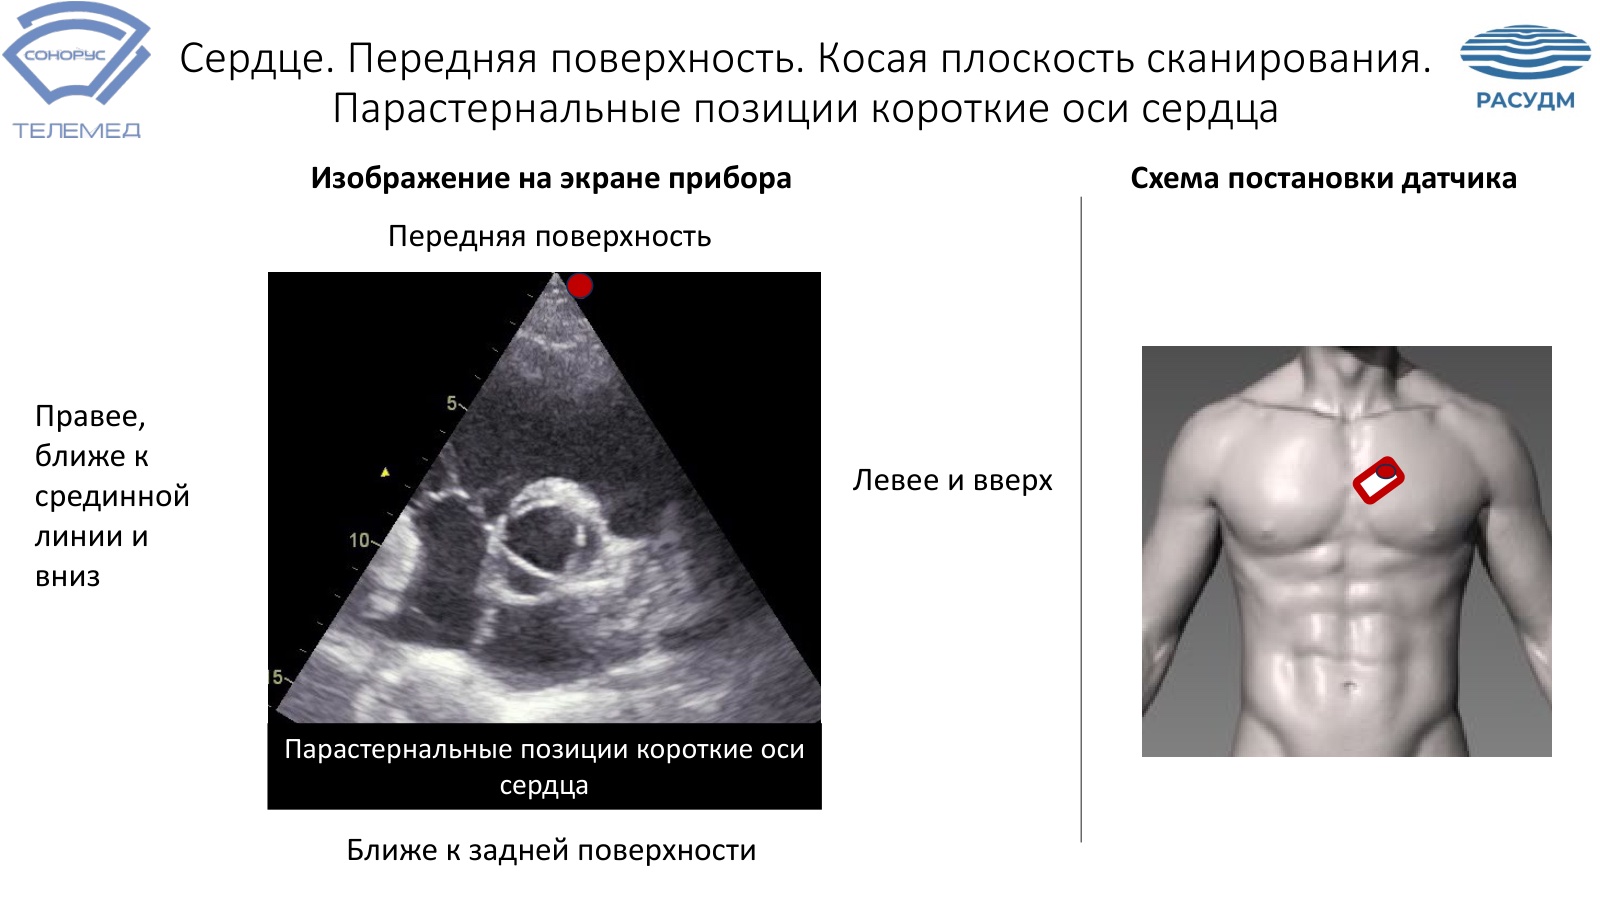 СОНОРУС
ТЕЛЕМЕД
Сердце. Передняя поверхность. Косая плоскость сканирования.
Парастернальные позиции короткие оси сердца
РАСУДМ
Изображение на экране прибора
Схема постановки датчика
Передняя поверхность
5
10
15
Правее,
ближе к
срединной
линии и
вниз
Левее и вверх
Парастернальные позиции короткие оси
сердца
Ближе к задней поверхности